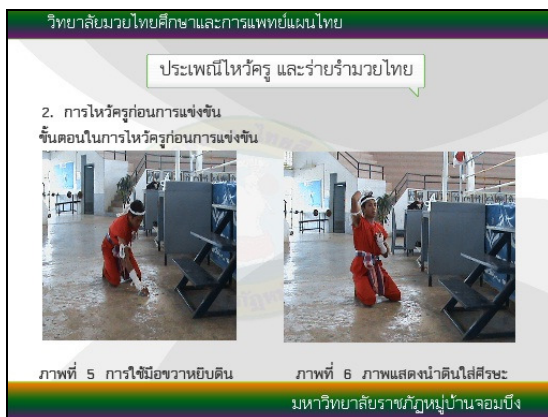 วิทยาลัยมวยไทยศึกษาและการแพทย์แผนไทย
ประเพณีไหว้ครู และร่ายรำมวยไทย
2. การไหว้ครูก่อนการแข่งขัน
ขั้นตอนในการไหว้ครูก่อนการแข่งขัน
ภาพที่ 5 การใช้มือขวาหยิบดิน
ภาพที่ 6 ภาพแสดงนำดินใส่ศีรษะ
มหาวิทยาลัยราชภัฏหมู่บ้านจอมบึง